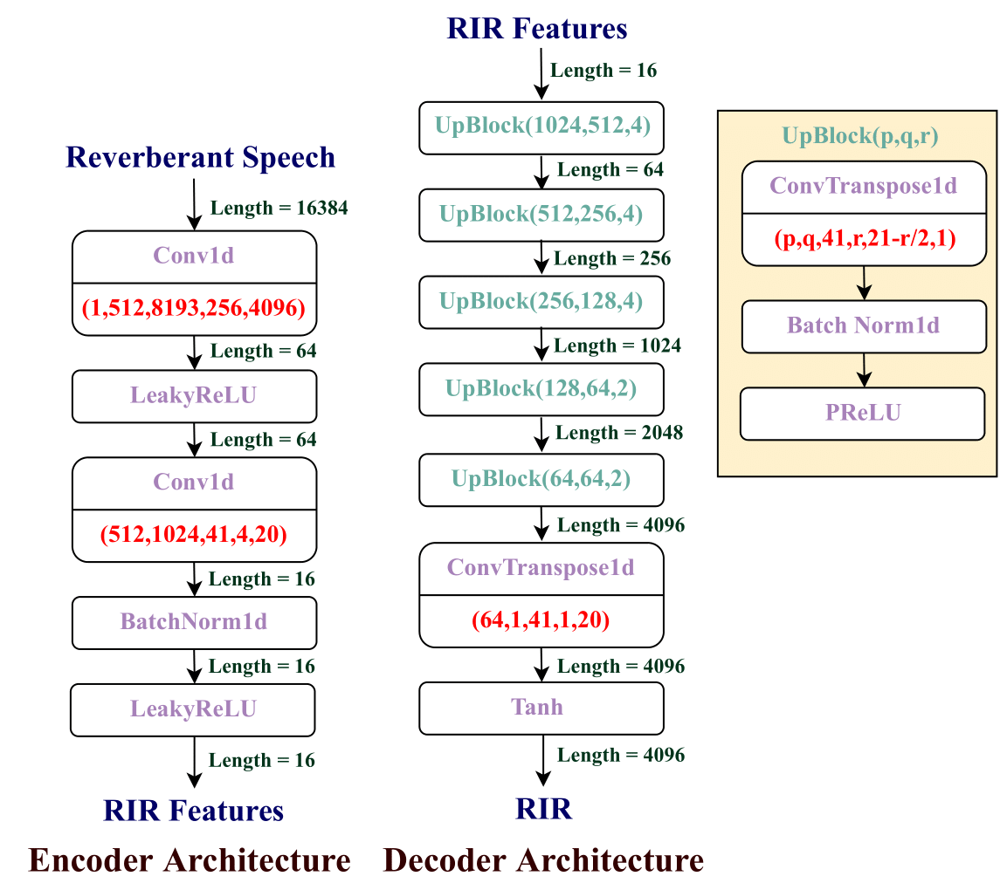 Reverberant Speech
Length = 16384
Conv1d
(1,512,8193,256,4096)
Length = 64
LeakyReLU
Length = 64
Conv1d
(512,1024,41,4,20)
Length = 16
BatchNorm1d
Length = 16
LeakyReLU
Length = 16
RIR Features
Encoder Architecture
RIR Features
Length = 16
UpBlock(1024,512,4)
Length = 64
UpBlock(512,256,4)
Length = 256
UpBlock(256,128,4)
Length = 1024
UpBlock(128,64,2)
Length = 2048
UpBlock(64,64,2)
Length = 4096
ConvTranspose1d
(64,1,41,1,20)
Length = 4096
Tanh
Length = 4096
RIR
Decoder Architecture
UpBlock(p,q,r)
ConvTranspose1d
(p,q,41,r,21-r/2,1)
Batch Norm1d
PReLU